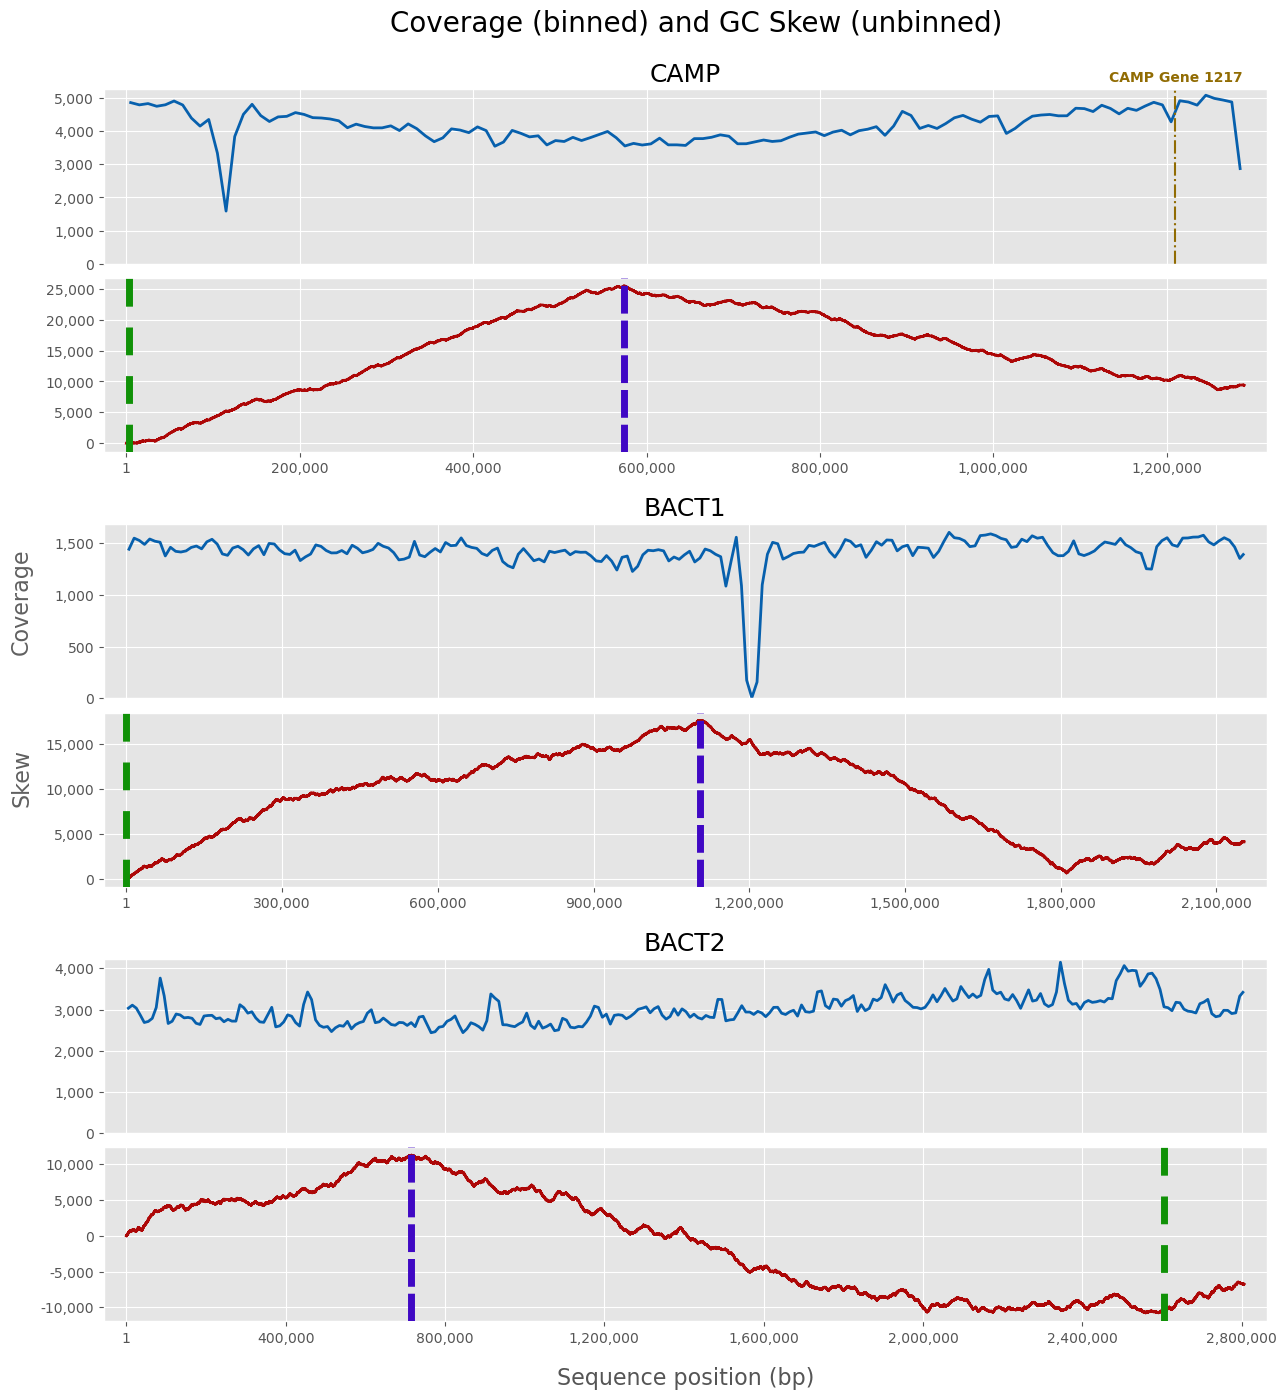 Coverage (binned) and GC Skew (unbinned)
CAMP
CAMP Gene 1217
5,000
4,000
3,000
2,000
1,000
0
25,000
20,000
15,000
10,000
5,000
0
1 200,000 400,000 600,000 800,000 1,000,000 1,200,000
BACT1
Coverage
1,500
1,000
500
0
Skew
15,000
10,000
5,000
0
1 300,000 600,000 900,000 1,200,000 1,500,000 1,800,000 2,100,000
BACT2
4,000
3,000
2,000
1,000
0
10,000
5,000
0
-5,000
-10,000
1 400,000 800,000 1,200,000 1,600,000 2,000,000 2,400,000 2,800,000
Sequence position (bp)